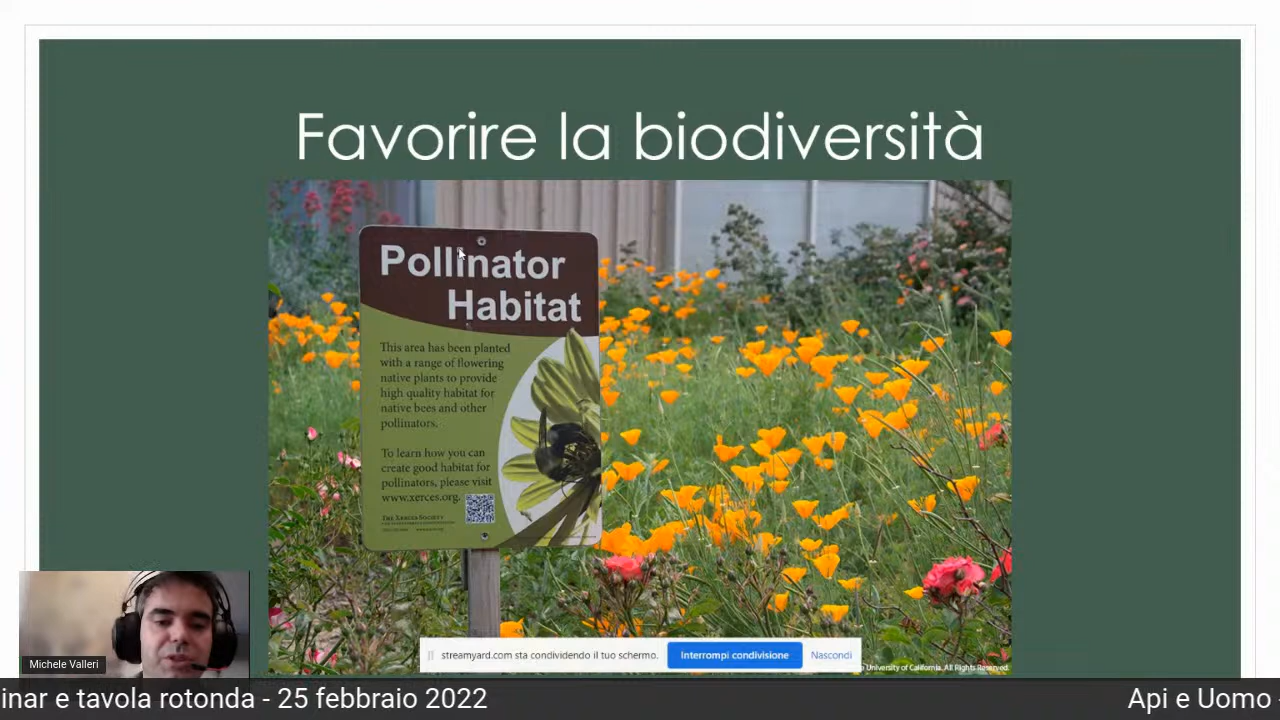 Favorire la biodiversità
Pollinator
Habitat
This area has been planted
with a range of flowering
native plants to provide
high quality habitat for
native bees and other
pollinators.
To learn how you can
create good habitat for
pollinators, please visit
www.xerces.org.
THE XERCES SOCIETY
Michele Valleri
streamyard.com sta condividendo il tuo schermo.
Interrompi condivisione
Nascondi
University of California. All Rights Reserved.
inar e tavola rotonda - 25 febbraio 2022
Api e Uomo -